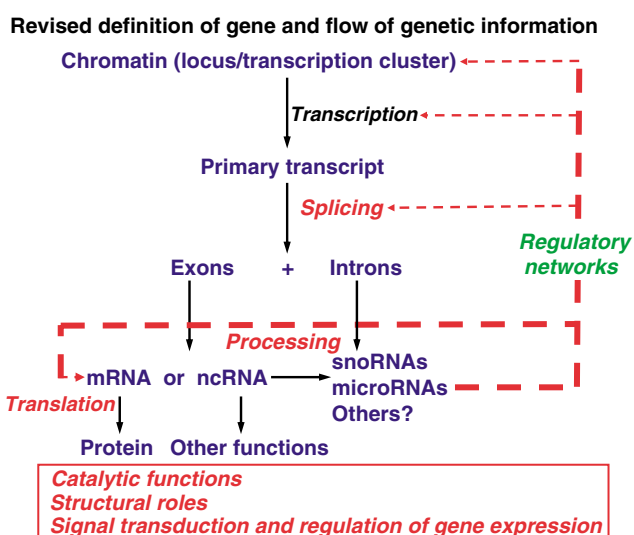 Revised definition of gene and flow of genetic information
Chromatin (locus/transcription cluster)
Transcription
Primary transcript
Splicing
Regulatory
networks
Exons + Introns
Processing
snoRNAs
mRNA or ncRNA
microRNAs
Translation
Others?
Protein Other functions
Catalytic functions
Structural roles
Signal transduction and regulation of gene expression